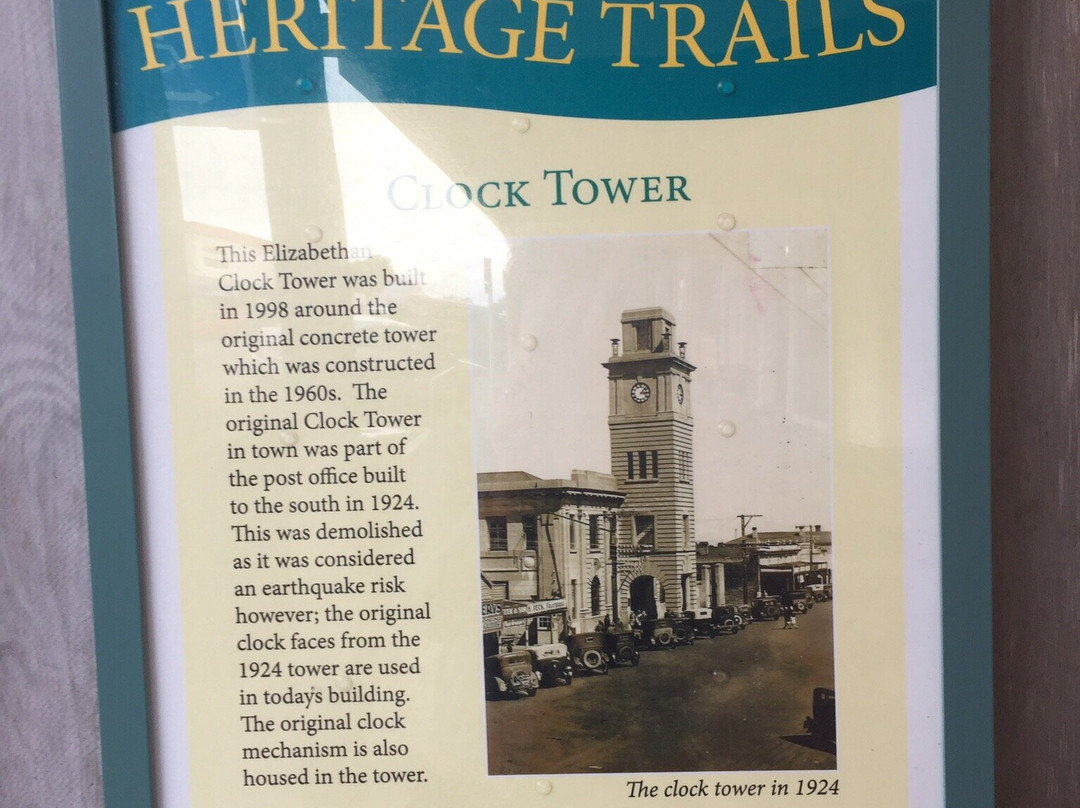 HERITAGE TRAILS
CLOCK TOWER
This Elizabethan
Clock Tower was built
in 1998 around the
original concrete tower
which was constructed
in the 1960s. The
original Clock Tower
in town was part of
the post office built
to the south in 1924.
This was demolished
as it was considered
an earthquake risk
however; the original
clock faces from the
1924 tower are used
in today's building.
The original clock
mechanism is also
housed in the tower.
The clock tower in 1924